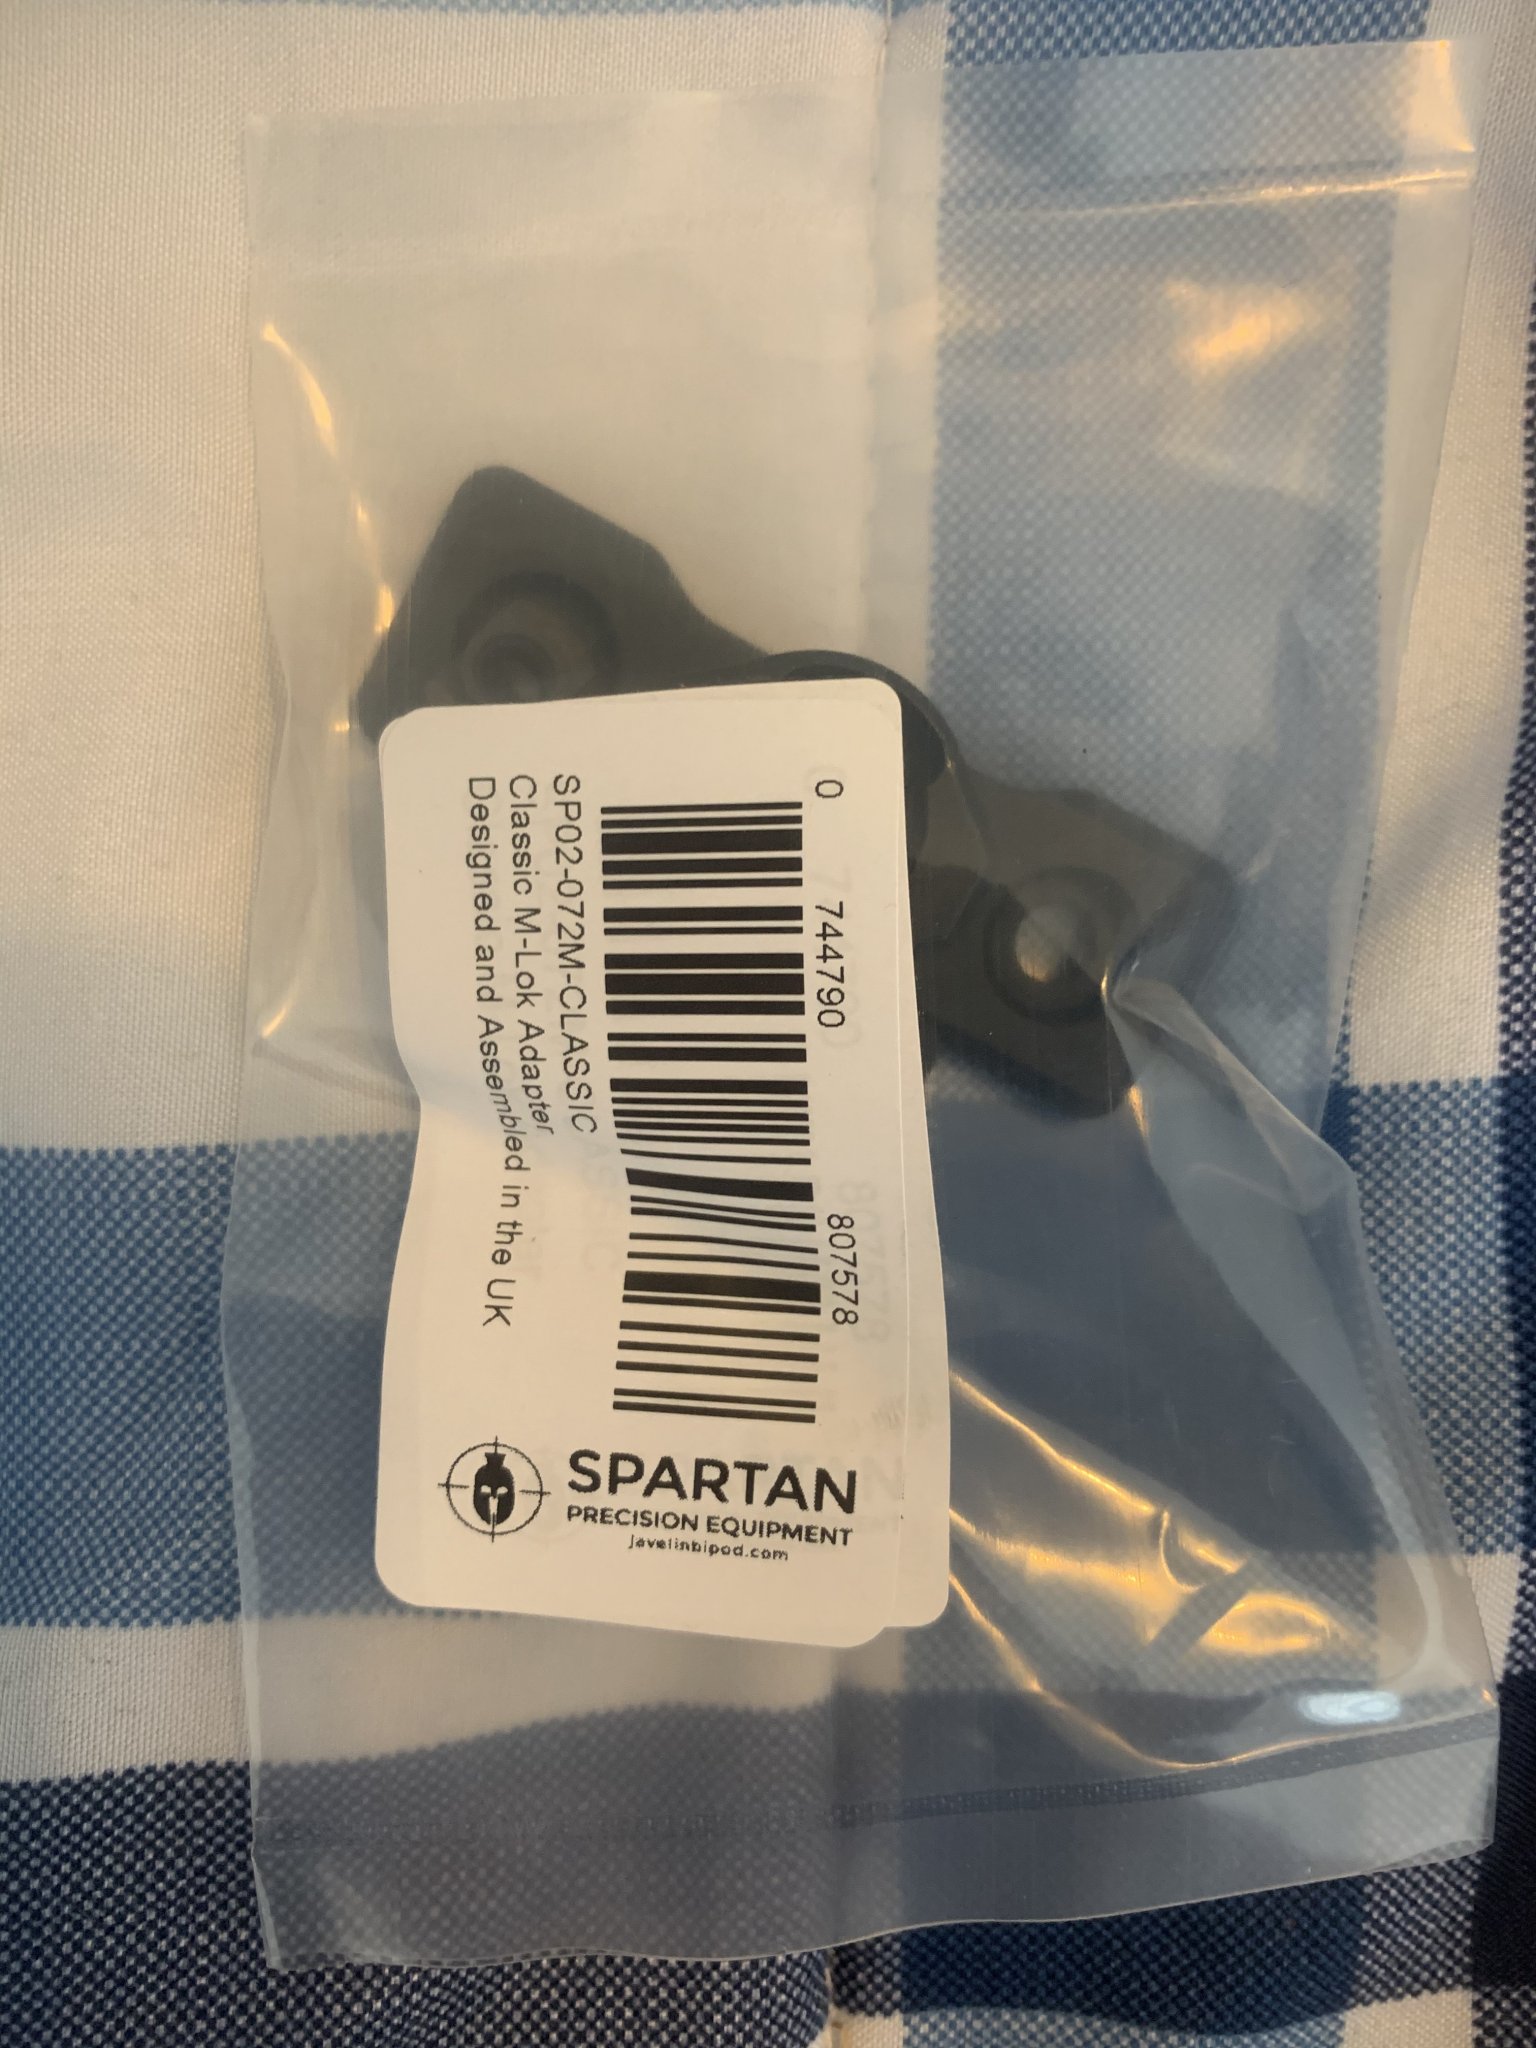 0 744790 807578
SP02-072M-CLASSIC
Classic M-Lok Adapter
Designed and Assembled in the UK
SPARTAN
PRECISION EQUIPMENT
javelinbipod.com